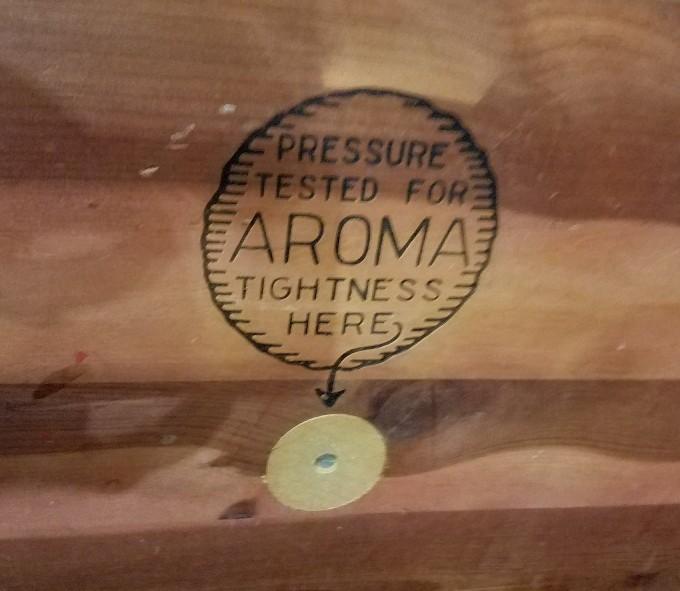 PRESSURE
TESTED FOR
AROMA
TIGHTNESS
HERE